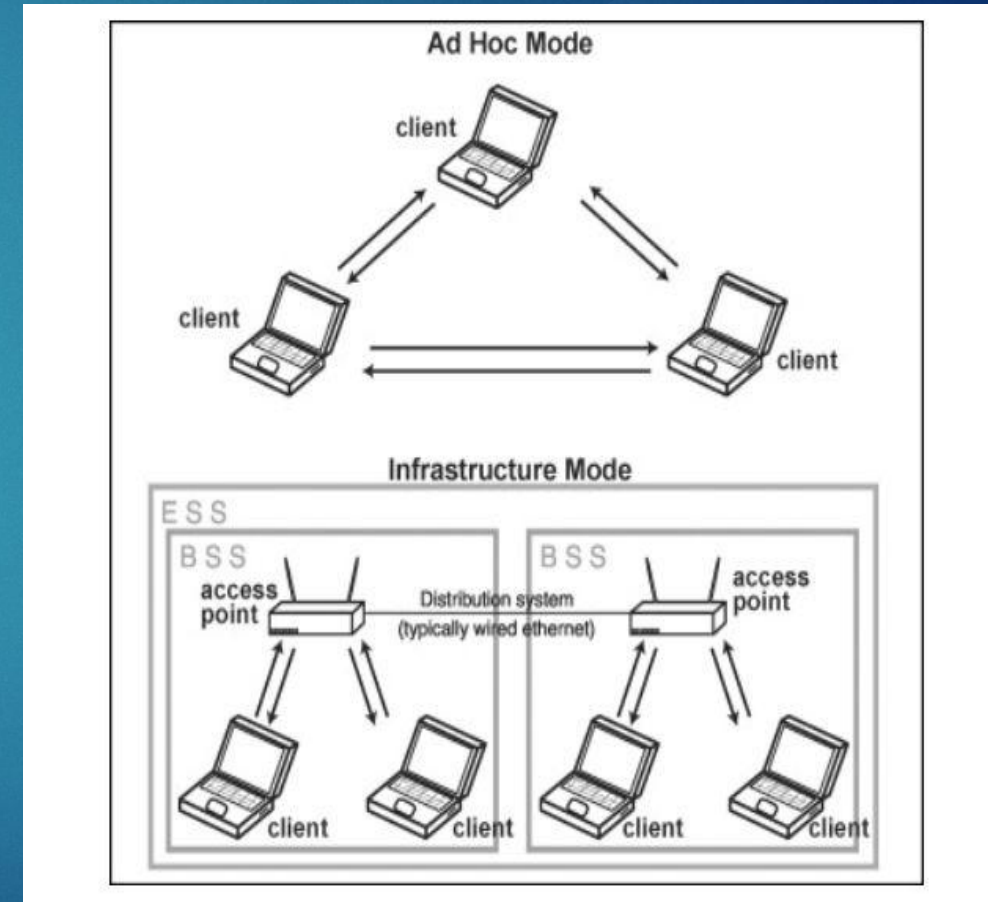 Ad Hoc Mode
client
client
client
Infrastructure Mode
ESS
BSS
BSS
access
point
Distribution system
(typically wired ethernet)
access
point
client
client
client
client